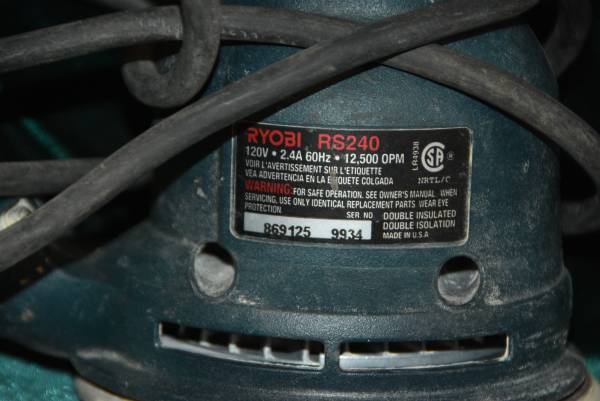 RYOBI RS240
120V • 2.4A 60Hz • 12,500 OPM
VOIR L'AVERTISSEMENT SUR L'ETIQUETTE
VEA ADVERTENCIA EN LA ETIQUETE COLGADA
LR4938
SA
NRTL/C
WARNING: FOR SAFE OPERATION, SEE OWNER'S MANUAL. WHEN
SERVICING, USE ONLY IDENTICAL REPLACEMENT PARTS. WEAR EYE
PROTECTION.
SER NO
869125 9934
DOUBLE INSULATED
DOUBLE ISOLATION
MADE IN U.S.A